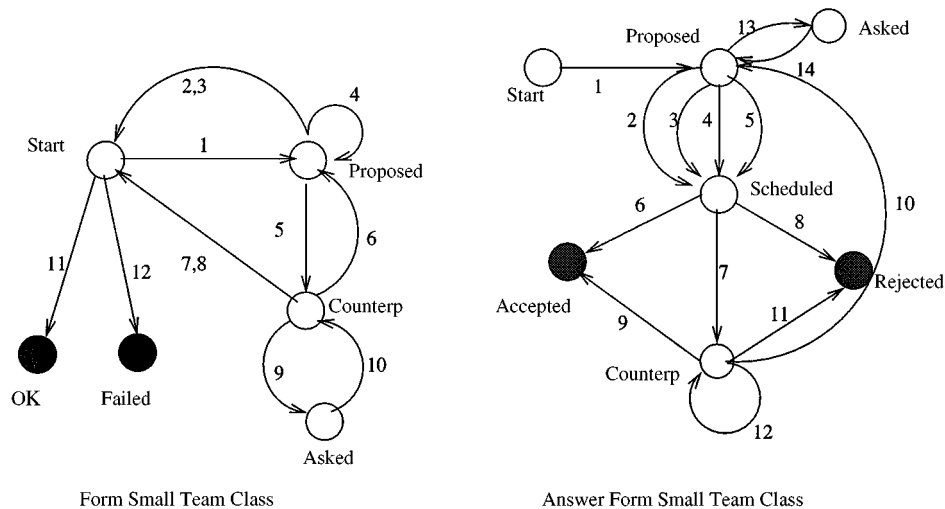 2,3
4
Start
1
Proposed
5
6
11
12
7,8
Counterp
9
10
OK
Failed
Asked
Form Small Team Class
Proposed
13
Asked
Start
1
14
2
3
4
5
Scheduled
6
8
10
7
Accepted
Rejected
9
11
Counterp
12
Answer Form Small Team Class